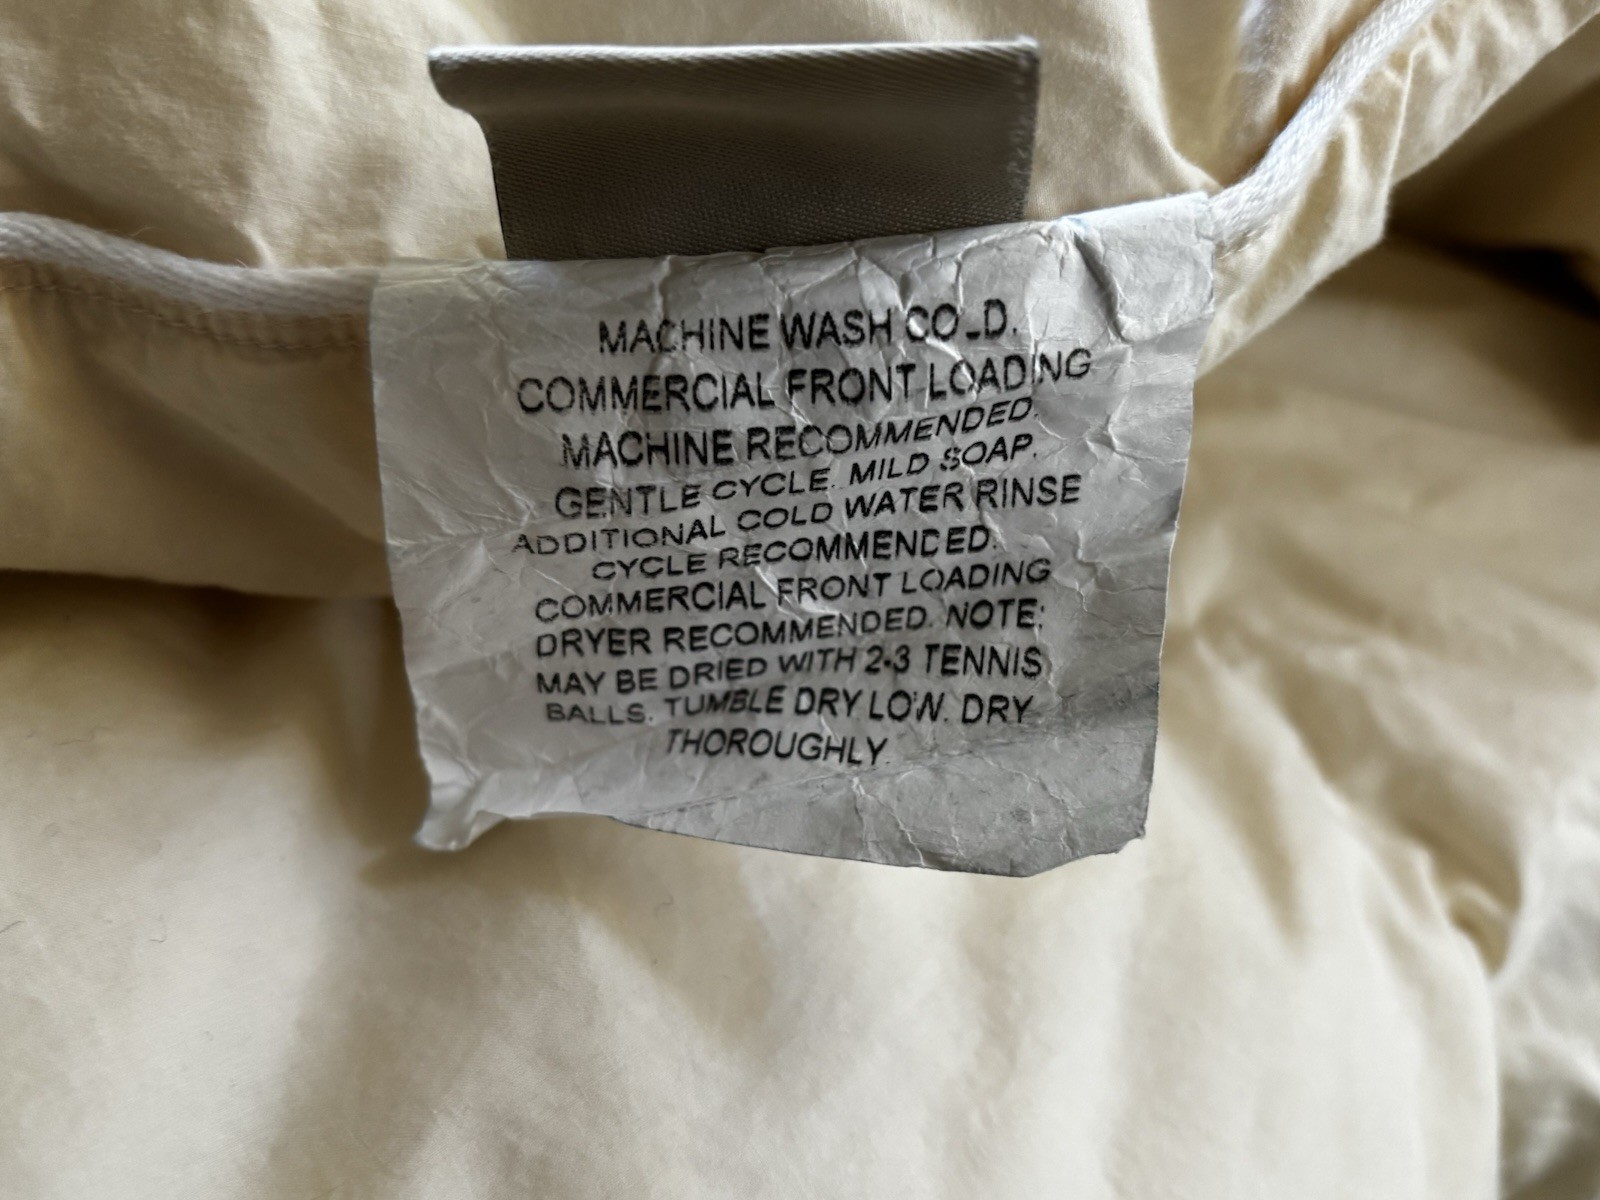 MACHINE WASH COLD.
COMMERCIAL FRONT LOADING
MACHINE RECOMMENDED.
GENTLE CYCLE. MILD SOAP.
ADDITIONAL COLD WATER RINSE
CYCLE RECOMMENDED.
COMMERCIAL FRONT LOADING
DRYER RECOMMENDED. NOTE:
MAY BE DRIED WITH 2-3 TENNIS
BALLS. TUMBLE DRY LOW. DRY
THOROUGHLY.